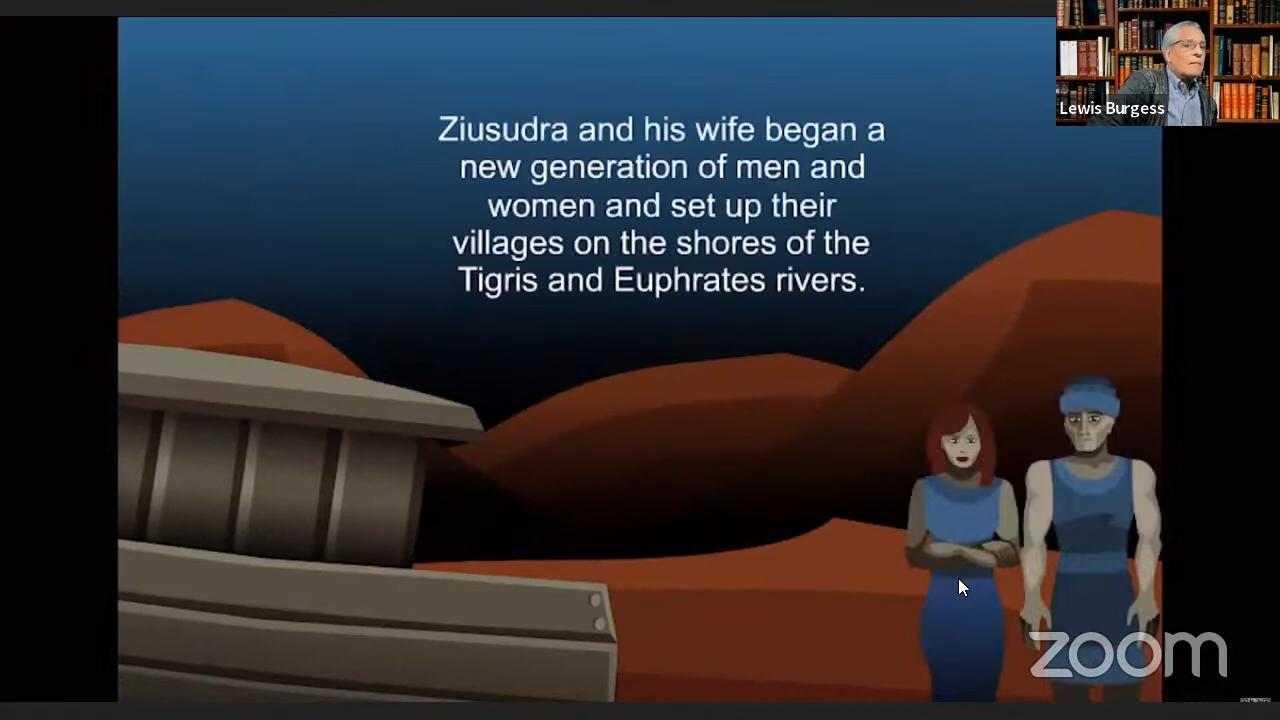 Lewis Burgess
Ziusudra and his wife began a
new generation of men and
women and set up their
villages on the shores of the
Tigris and Euphrates rivers.
zoom